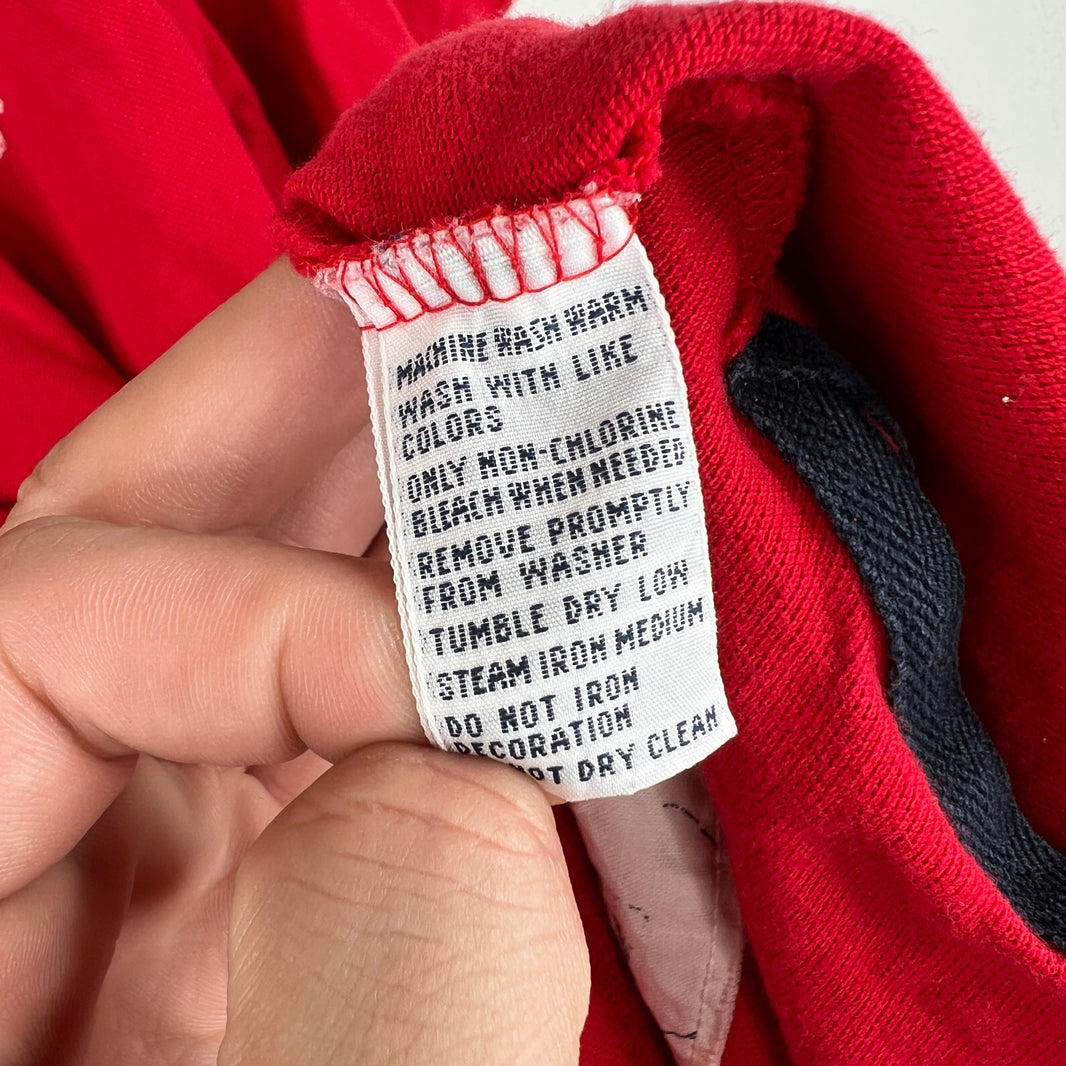 MACHINE WASH WARM
WASH WITH LIKE
COLORS
ONLY NON-CHLORINE
BLEACH WHEN NEEDED
REMOVE PROMPTLY
FROM WASHER
TUMBLE DRY LOW
STEAM IRON MEDIUM
DO NOT IRON
DECORATION
NOT DRY CLEAN